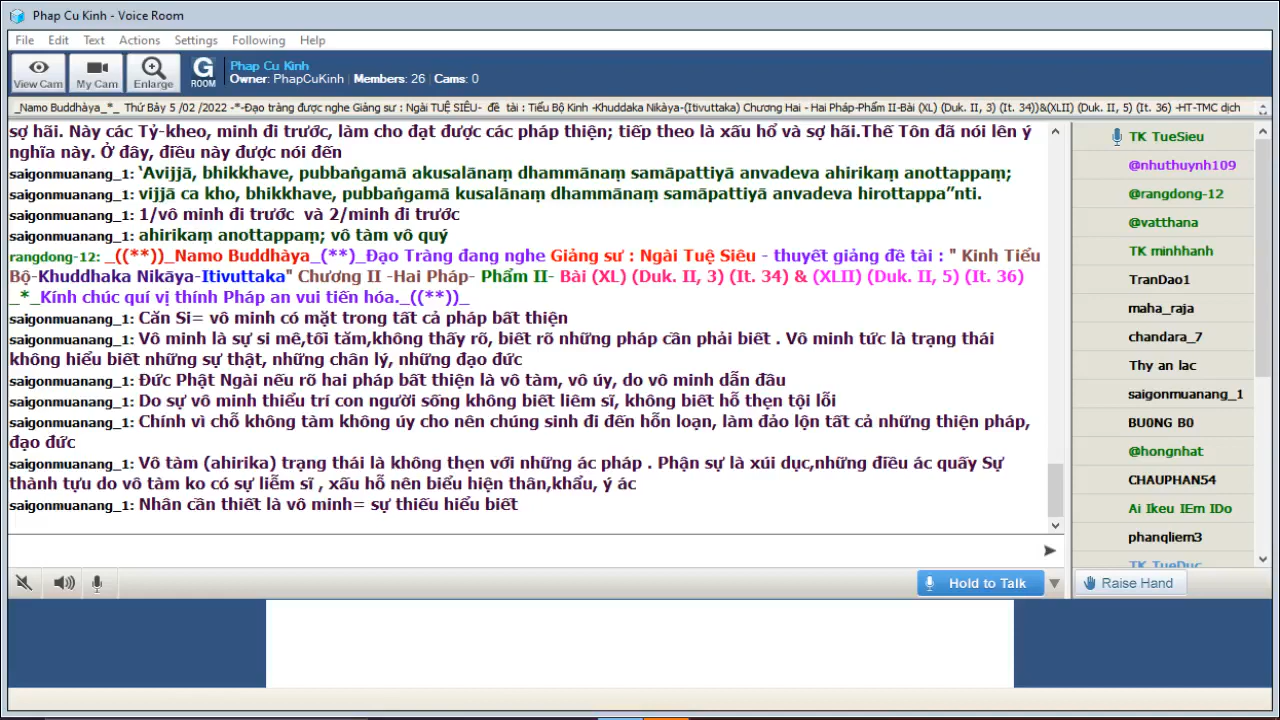 Phap Cu Kinh - Voice Room
File Edit Text Actions Settings Following Help
View Cam My Cam Enlarge G ROOM
Phap Cu Kinh
Owner: PhapCuKinh Members: 26 Cams: 0
_Namo Buddhàya_*_ Thứ Bảy 5 /02 /2022 -*-Đạo tràng được nghe Giảng sư : Ngài TUỆ SIÊU- đề tài : Tiểu Bộ Kinh -Khuddaka Nikàya-(Itivuttaka) Chương Hai - Hai Pháp-Phẩm II-Bài (XL) (Duk. II, 3) (It. 34))&(XLII) (Duk. II, 5) (It. 36) -HT-TMC dịch
sợ hãi. Này các Tỷ-kheo, minh đi trước, làm cho đạt được các pháp thiện; tiếp theo là xấu hổ và sợ hãi.Thế Tôn đã nói lên ý
nghĩa này. Ở đây, điều này được nói đến
saigonmuanang_1: ‘Avijjā, bhikkhave, pubbaṅgamā akusalānaṃ dhammānaṃ samāpattiyā anvadeva ahirikaṃ anottappaṃ;
saigonmuanang_1: vijjā ca kho, bhikkhave, pubbaṅgamā kusalānaṃ dhammānaṃ samāpattiyā anvadeva hirottappa”nti.
saigonmuanang_1: 1/vô minh đi trước và 2/minh đi trước
saigonmuanang_1: ahirikaṃ anottappaṃ; vô tàm vô quý
rangdong-12: _((**))_Namo Buddhàya_(**)_Đạo Tràng đang nghe Giảng sư : Ngài Tuệ Siêu - thuyết giảng đề tài : " Kinh Tiểu
Bộ-Khuddhaka Nikāya-Itivuttaka" Chương II -Hai Pháp- Phẩm II- Bài (XL) (Duk. II, 3) (It. 34) & (XLII) (Duk. II, 5) (It. 36)
_*_Kính chúc quí vị thính Pháp an vui tiến hóa._((**))_
saigonmuanang_1: Căn Si= vô minh có mặt trong tất cả pháp bất thiện
saigonmuanang_1: Vô minh là sự si mê,tối tăm,không thấy rõ, biết rõ những pháp cần phải biết . Vô minh tức là trạng thái
không hiểu biết những sự thật, những chân lý, những đạo đức
saigonmuanang_1: Đức Phật Ngài nếu rõ hai pháp bất thiện là vô tàm, vô úy, do vô minh dẫn đầu
saigonmuanang_1: Do sự vô minh thiểu trí con người sống không biết liêm sĩ, không biết hỗ thẹn tội lỗi
saigonmuanang_1: Chính vì chỗ không tàm không úy cho nên chúng sinh đi đến hỗn loạn, làm đảo lộn tất cả những thiện pháp,
đạo đức
saigonmuanang_1: Vô tàm (ahirika) trạng thái là không thẹn với những ác pháp . Phận sự là xúi dục,những điều ác quấy Sự
thành tựu do vô tàm ko có sự liễm sĩ , xấu hỗ nên biểu hiện thân,khẩu, ý ác
saigonmuanang_1: Nhân cần thiết là vô minh= sự thiếu hiểu biết
TK TueSieu
@nhuthuynh109
@rangdong-12
@vatthana
TK minhhanh
TranDao1
maha_raja
chandara_7
Thy an lac
saigonmuanang_1
BU0NG B0
@hongnhat
CHAUPHAN54
Ai Ikeu IEm IDo
phanqliem3
TK TueDuc
Hold to Talk
Raise Hand